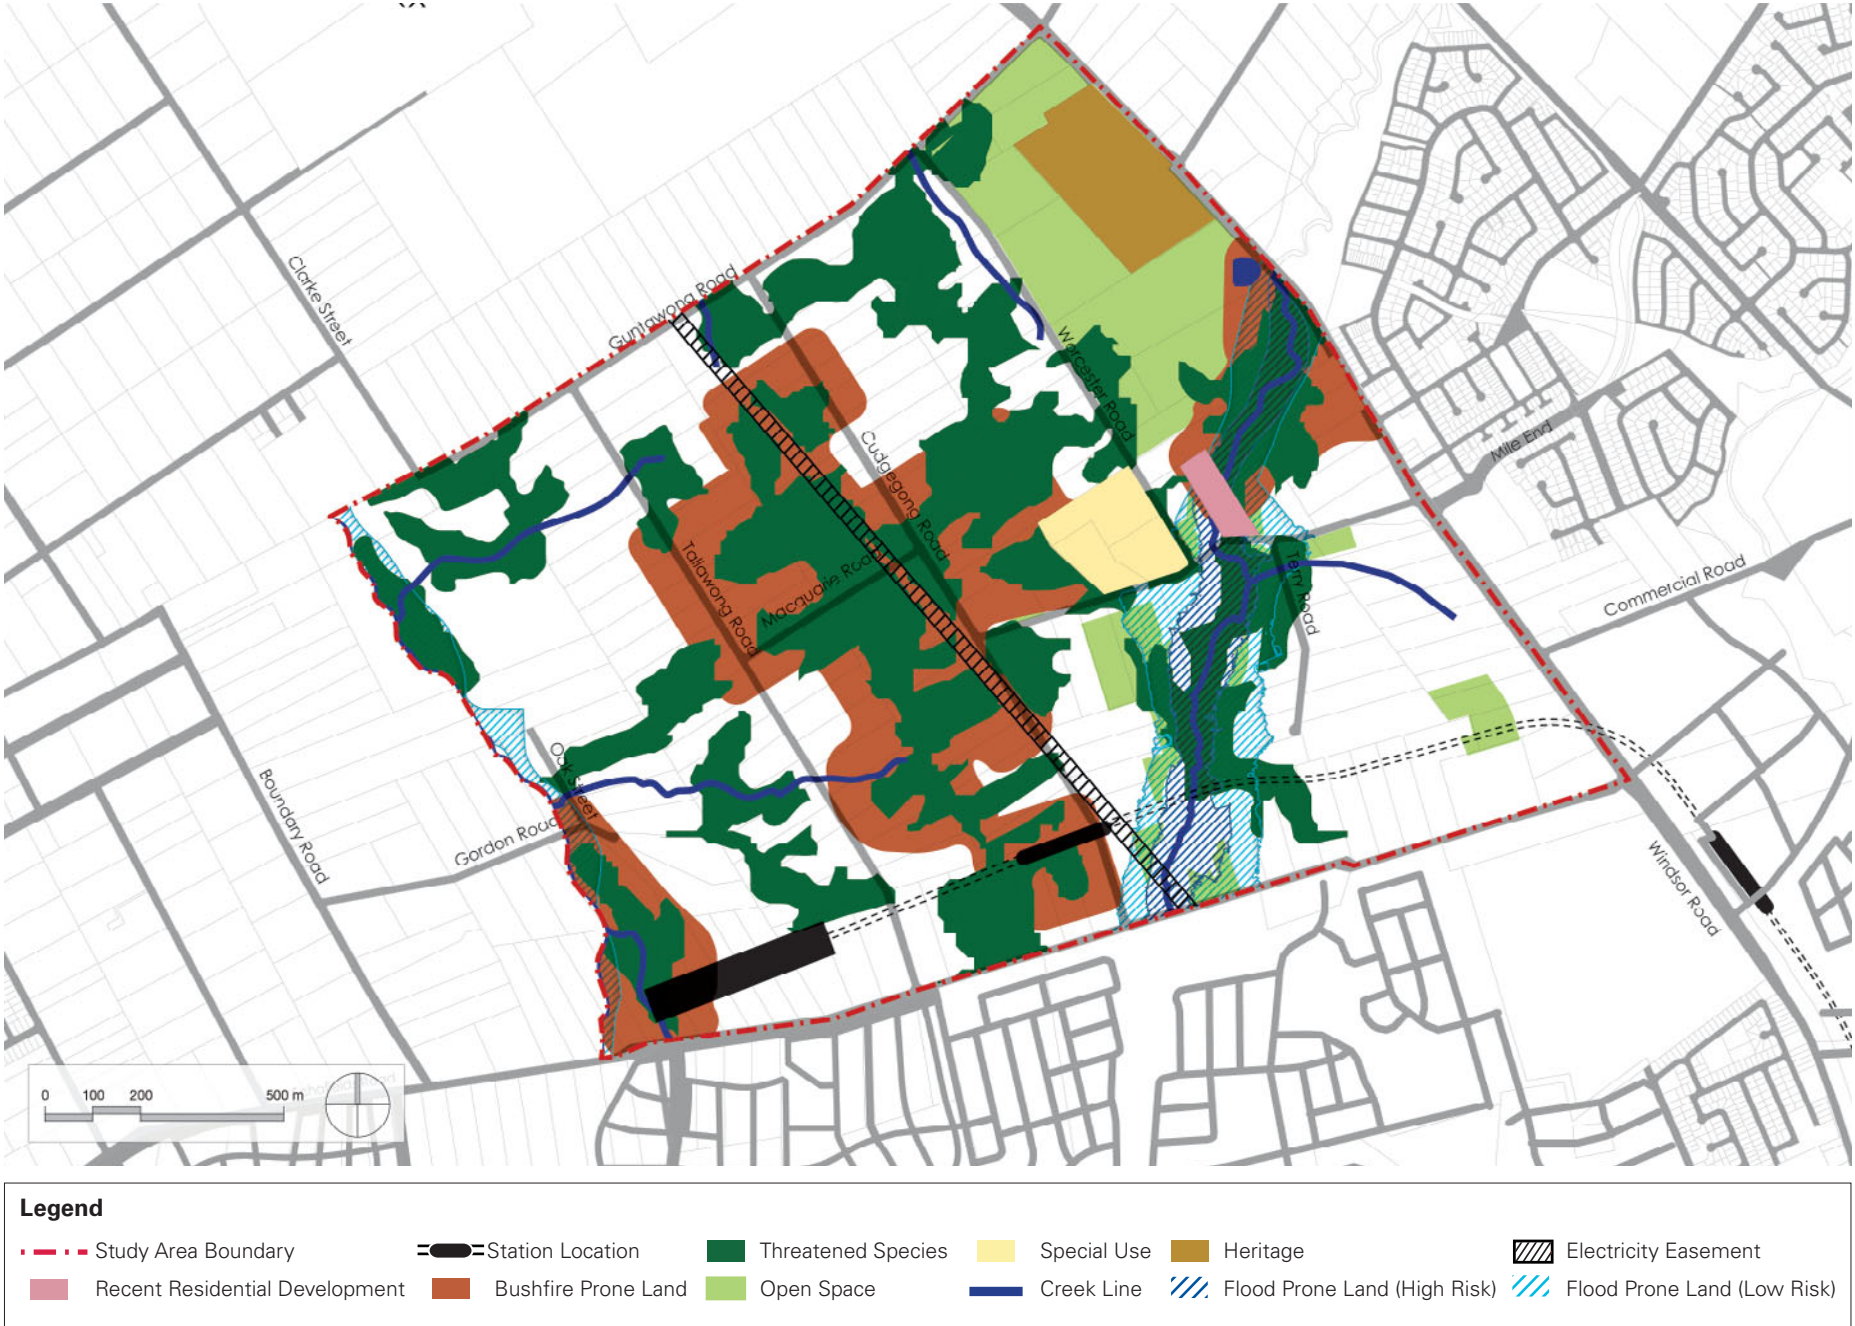 Clarke Street
Guntawong Road
Worcester Road
Cudgegong Road
Mile End
Tallawong Road
Macquarie Road
Terry Road
Commercial Road
Oak Street
Boundary Road
Gordon Road
Windsor Road
0 100 200 500 m
Legend
Study Area Boundary Station Location Threatened Species Special Use Heritage Electricity Easement
Recent Residential Development Bushfire Prone Land Open Space Creek Line Flood Prone Land (High Risk) Flood Prone Land (Low Risk)